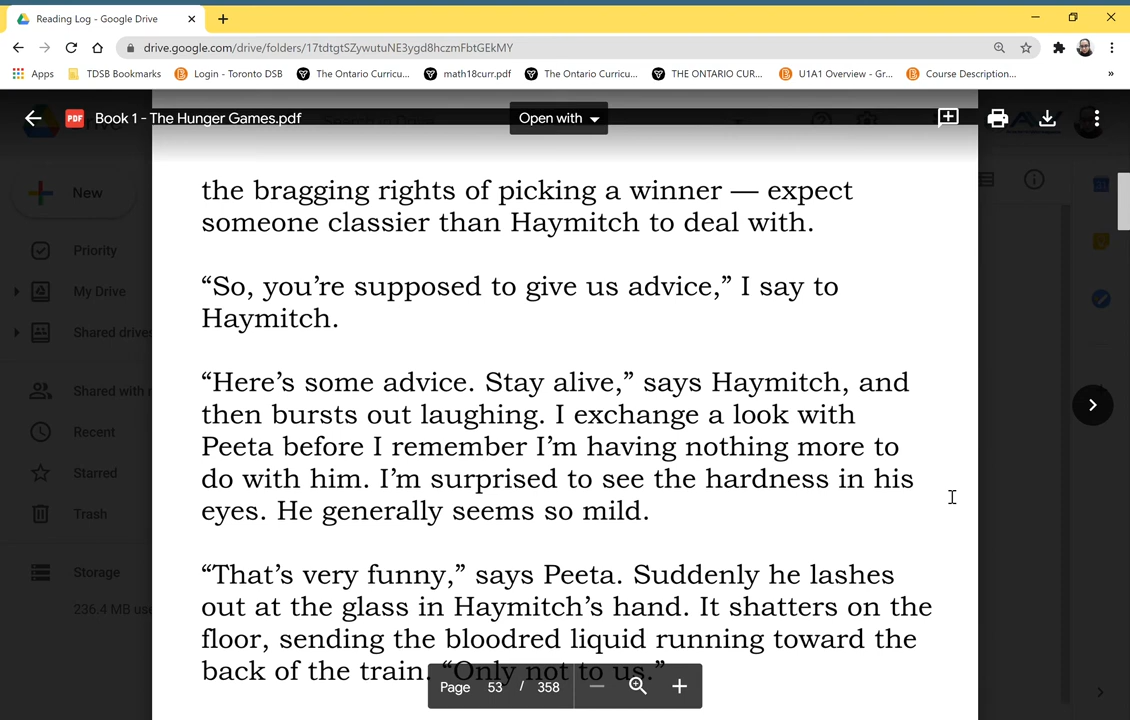 Reading Log - Google Drive
drive.google.com/drive/folders/17tdtgtSZywutuNE3ygd8hczmFbtGEkMY
Apps TDSB Bookmarks Login - Toronto DSB The Ontario Curricu... math18curr.pdf The Ontario Curricu... THE ONTARIO CUR... U1A1 Overview - Gr... Course Description... »
PDF Book 1 - The Hunger Games.pdf Open with
New
Priority
My Drive
Shared drives
Shared with
Recent
Starred
Trash
Storage
236.4 MB use
the bragging rights of picking a winner — expect
someone classier than Haymitch to deal with.
“So, you’re supposed to give us advice,” I say to
Haymitch.
“Here’s some advice. Stay alive,” says Haymitch, and
then bursts out laughing. I exchange a look with
Peeta before I remember I’m having nothing more to
do with him. I’m surprised to see the hardness in his
eyes. He generally seems so mild.
“That’s very funny,” says Peeta. Suddenly he lashes
out at the glass in Haymitch’s hand. It shatters on the
floor, sending the bloodred liquid running toward the
back of the train. “Only not to us.”
Page 53 / 358